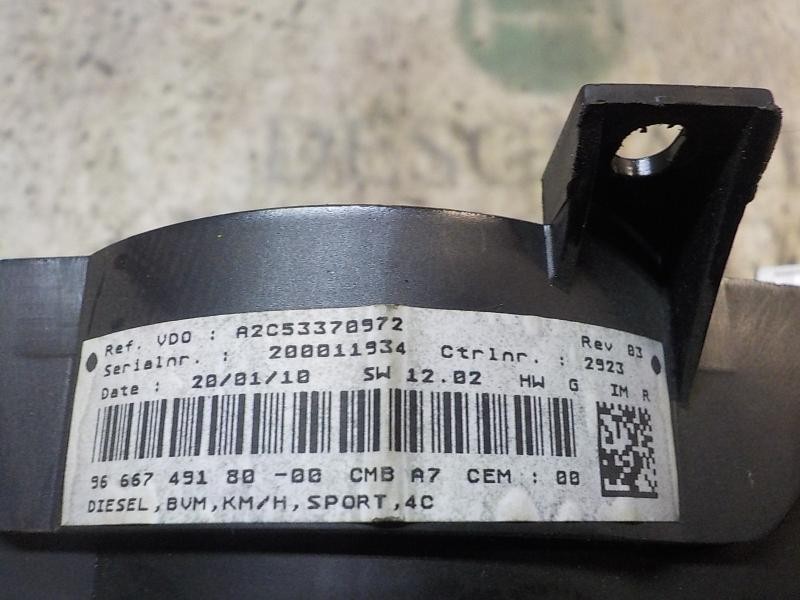 Ref. VDO : A2C53370972 Rev 03
Serialnr. : 200011934 Ctrlnr. : 2923
Date : 20/01/10 SW 12.02 HW G IM R
96 667 491 80 -00 CMB A7 CEM : 00
DIESEL,BVM,KM/H,SPORT,4C